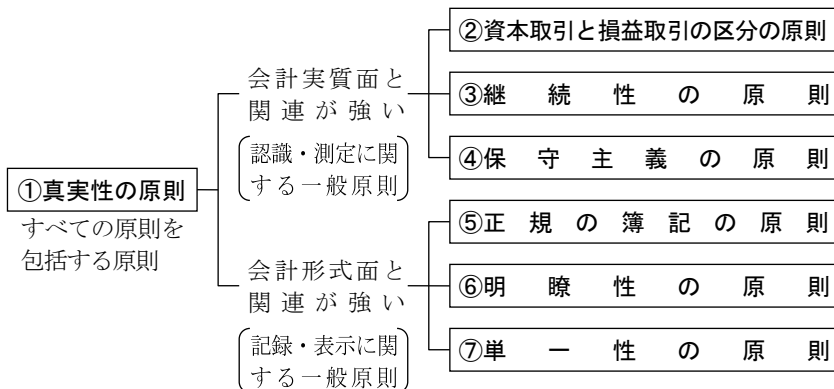 ①真実性の原則
すべての原則を
包括する原則
会計実質面と
関連が強い
認識・測定に関
する一般原則
②資本取引と損益取引の区分の原則
③継続性の原則
④保守主義の原則
会計形式面と
関連が強い
記録・表示に関
する一般原則
⑤正規の簿記の原則
⑥明瞭性の原則
⑦単一性の原則